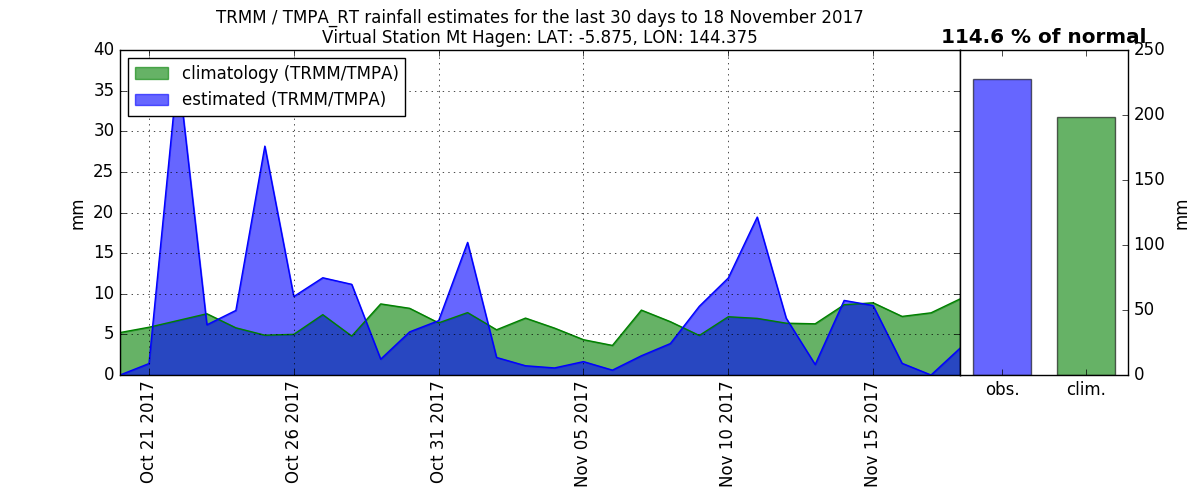 TRMM / TMPA_RT rainfall estimates for the last 30 days to 18 November 2017
Virtual Station Mt Hagen: LAT: -5.875, LON: 144.375
114.6 % of normal
climatology (TRMM/TMPA)
estimated (TRMM/TMPA)
mm
40
35
30
25
20
15
10
5
0
Oct 21 2017
Oct 26 2017
Oct 31 2017
Nov 05 2017
Nov 10 2017
Nov 15 2017
250
200
150
100
50
0
mm
obs.
clim.